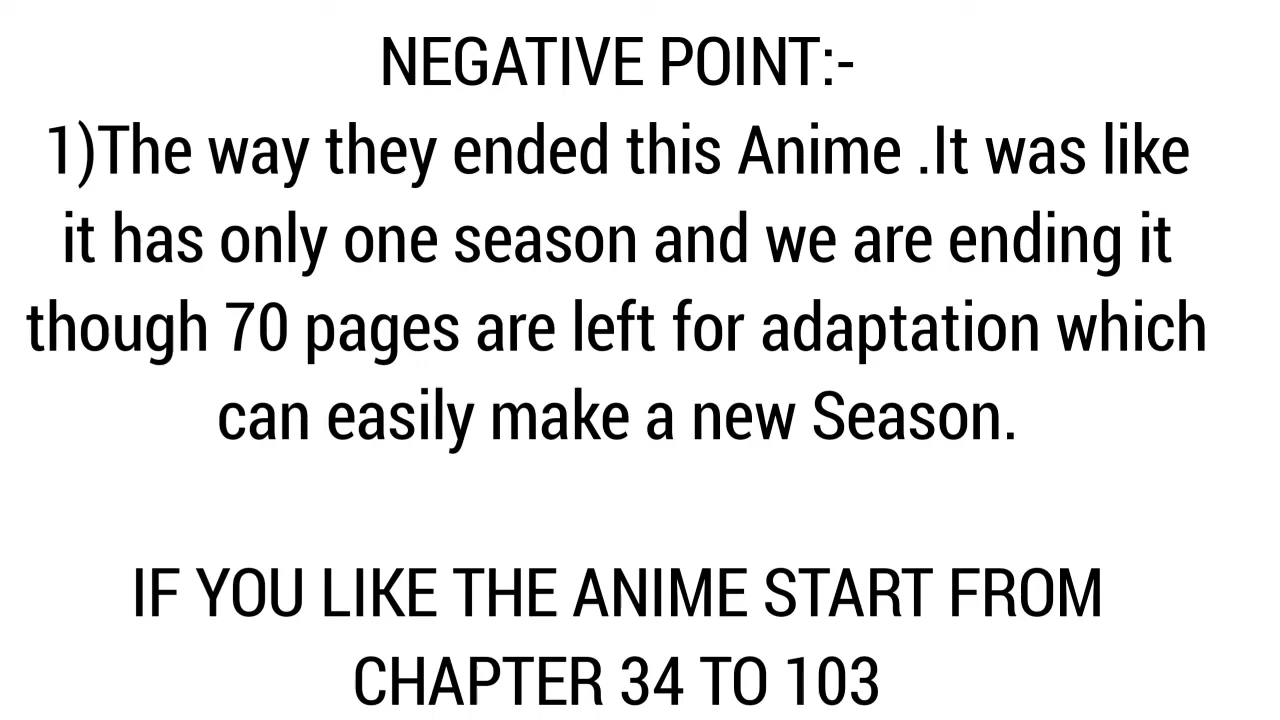 NEGATIVE POINT:-
1)The way they ended this Anime .It was like
it has only one season and we are ending it
though 70 pages are left for adaptation which
can easily make a new Season.
IF YOU LIKE THE ANIME START FROM
CHAPTER 34 TO 103